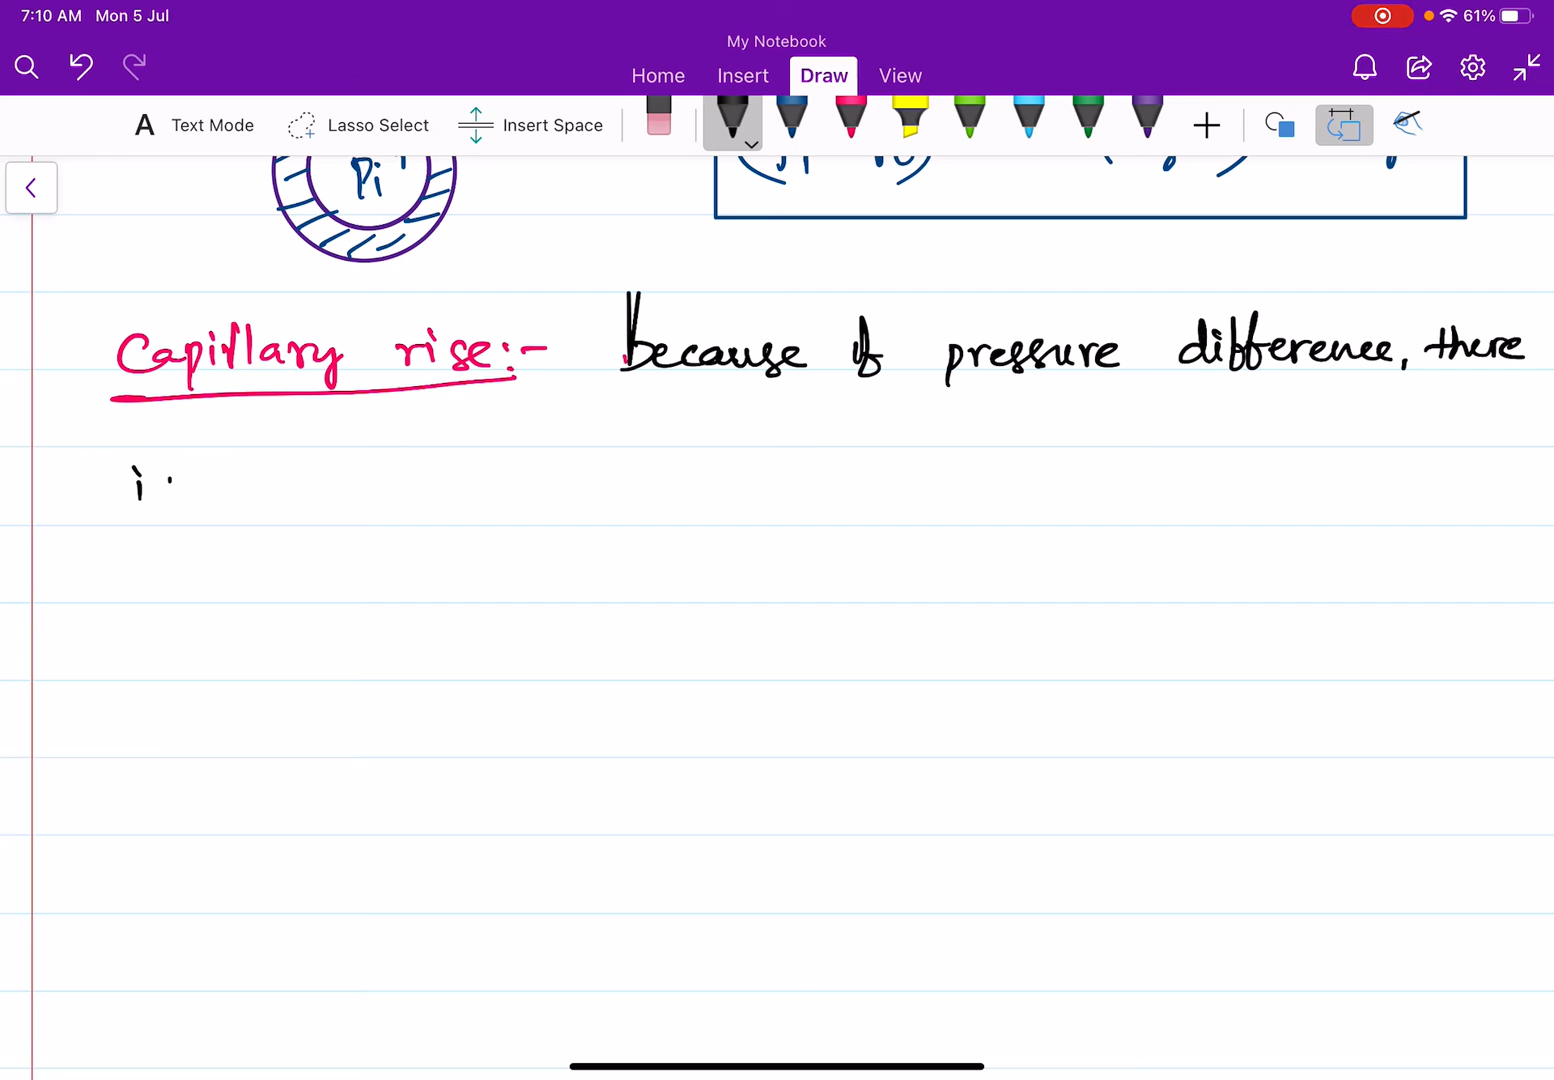 7:10 AM Mon 5 Jul
61%
My Notebook
Home Insert Draw View
A Text Mode Lasso Select Insert Space
Pi
Capillary rise:- because of pressure difference, there
i